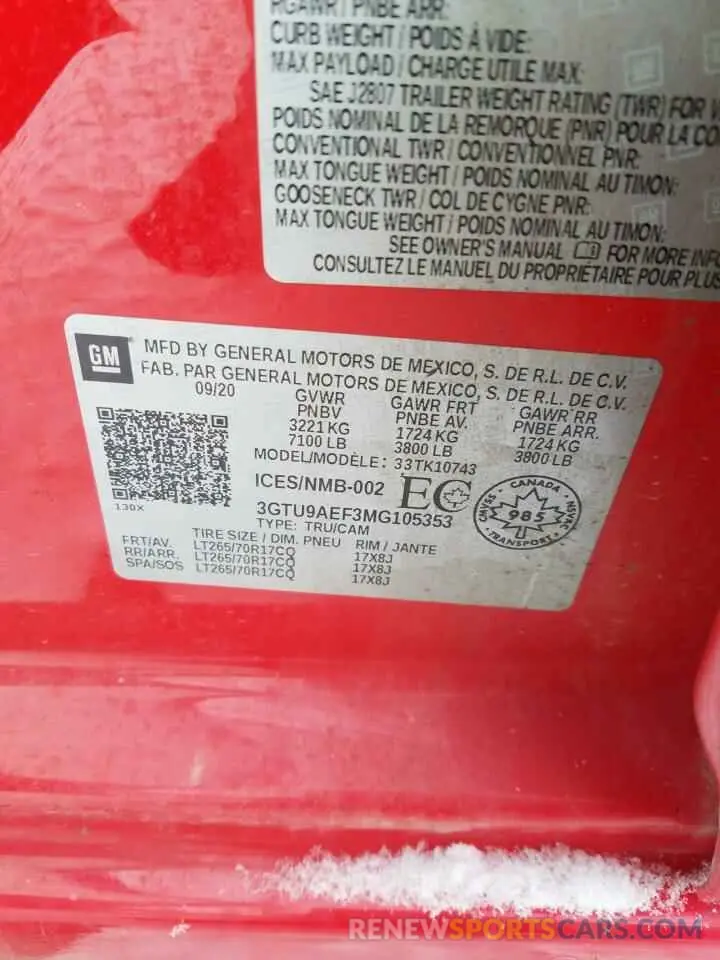 RGAWR / PNBE ARR:
CURB WEIGHT / POIDS À VIDE:
MAX PAYLOAD / CHARGE UTILE MAX:
SAE J2807 TRAILER WEIGHT RATING (TWR) FOR
POIDS NOMINAL DE LA REMORQUE (PNR) POUR LA
CONVENTIONAL TWR / CONVENTIONNEL PNR:
MAX TONGUE WEIGHT / POIDS NOMINAL AU TIMON:
GOOSENECK TWR / COL DE CYGNE PNR:
MAX TONGUE WEIGHT / POIDS NOMINAL AU TIMON:
SEE OWNER'S MANUAL FOR MORE
CONSULTEZ LE MANUEL DU PROPRIÉTAIRE POUR
GM
MFD BY GENERAL MOTORS DE MEXICO, S. DE R.L. DE C.V.
FAB. PAR GENERAL MOTORS DE MEXICO, S. DE R.L. DE C.V.
09/20 GVWR GAWR FRT GAWR RR
PNBV PNBE AV. PNBE ARR.
3221 KG 1724 KG 1724 KG
7100 LB 3800 LB 3800 LB
MODEL/MODÈLE: 33TK10743
ICES/NMB-002 EC
130X
3GTU9AEF3MG105353
TYPE: TRU/CAM
CANADA
CMVSS 985 NSVAC
TRANSPORT
TIRE SIZE / DIM. PNEU RIM / JANTE
FRT/AV. LT265/70R17CQ 17X8J
RR/ARR. LT265/70R17CQ 17X8J
SPA/SOS LT265/70R17CQ 17X8J
RENEWSPORTSCARS.COM